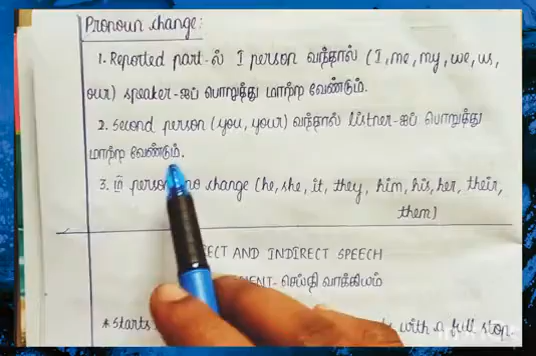 Pronoun change:
1. Reported part-ல் I person வந்தால் (I, me, my, we, us,
our) speaker-ஐப் பொறுத்து மாற்ற வேண்டும்.
2. Second person (you, your) வந்தால் listner-ஐப் பொறுத்து
மாற்ற வேண்டும்.
3. III person no change (he, she, it, they, him, his, her, their,
them)
AND INDIRECT SPEECH
செய்தி வாக்கியம்
*Starts with a full stop